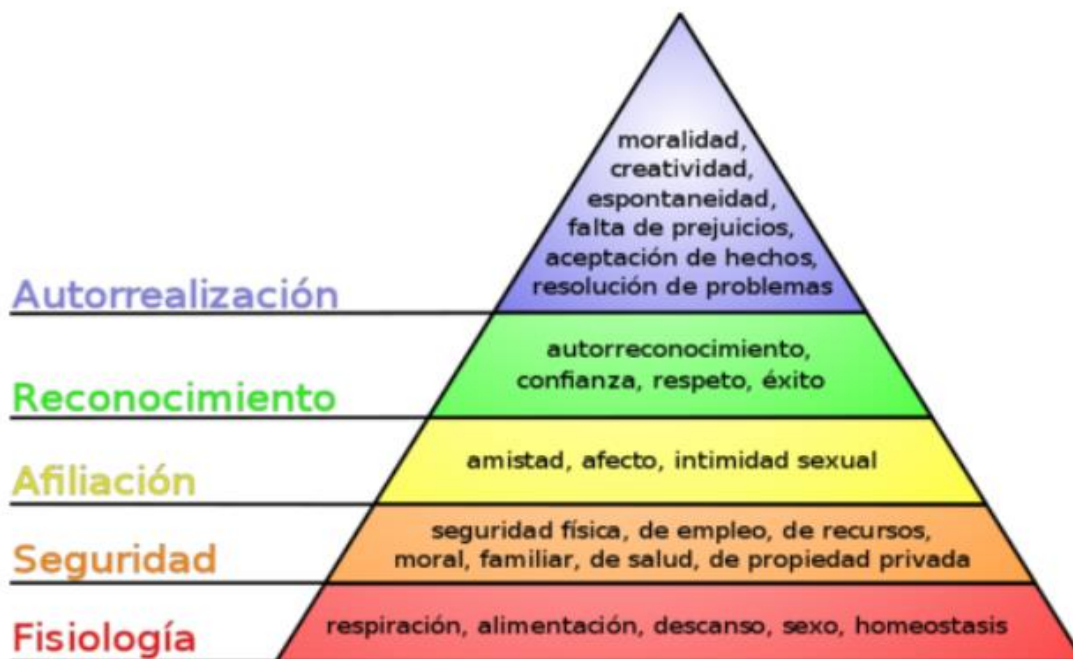 moralidad,
creatividad,
espontaneidad,
falta de prejuicios,
aceptación de hechos,
resolución de problemas
Autorrealización
autorreconocimiento,
confianza, respeto, éxito
Reconocimiento
amistad, afecto, intimidad sexual
Afiliación
seguridad física, de empleo, de recursos,
moral, familiar, de salud, de propiedad privada
Seguridad
respiración, alimentación, descanso, sexo, homeostasis
Fisiología